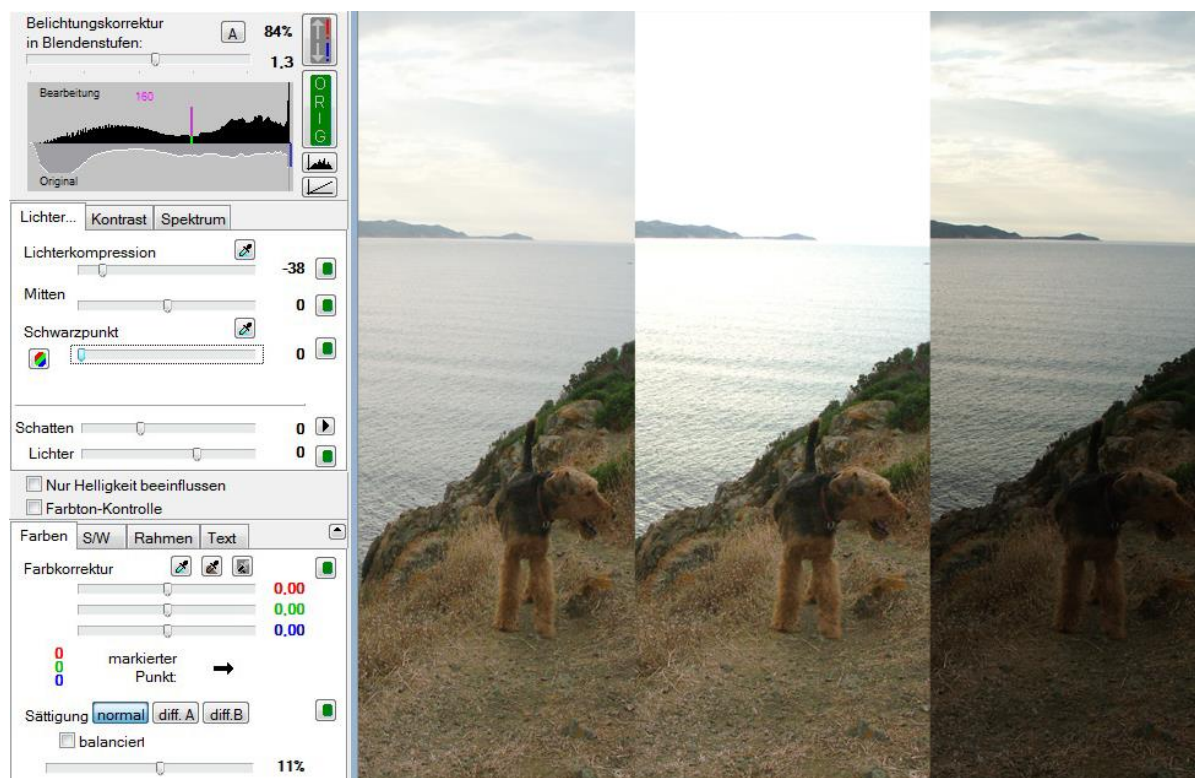 Belichtungskorrektur
in Blendenstufen:
A
84%
1,3
Bearbeitung
160
Original
ORIG
Lichter...
Kontrast
Spektrum
Lichterkompression
-38
Mitten
0
Schwarzpunkt
0
Schatten
0
Lichter
0
Nur Helligkeit beeinflussen
Farbton-Kontrolle
Farben
S/W
Rahmen
Text
Farbkorrektur
0,00
0,00
0,00
0
0
0
markierter
Punkt:
Sättigung
normal
diff. A
diff.B
balanciert
11%